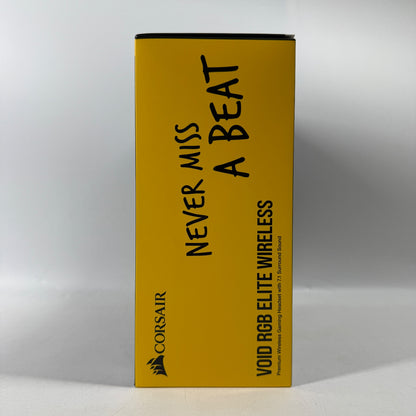 NEVER MISS
A BEAT
CORSAIR
VOID RGB ELITE WIRELESS
Premium Wireless Gaming Headset with 7.1 Surround Sound